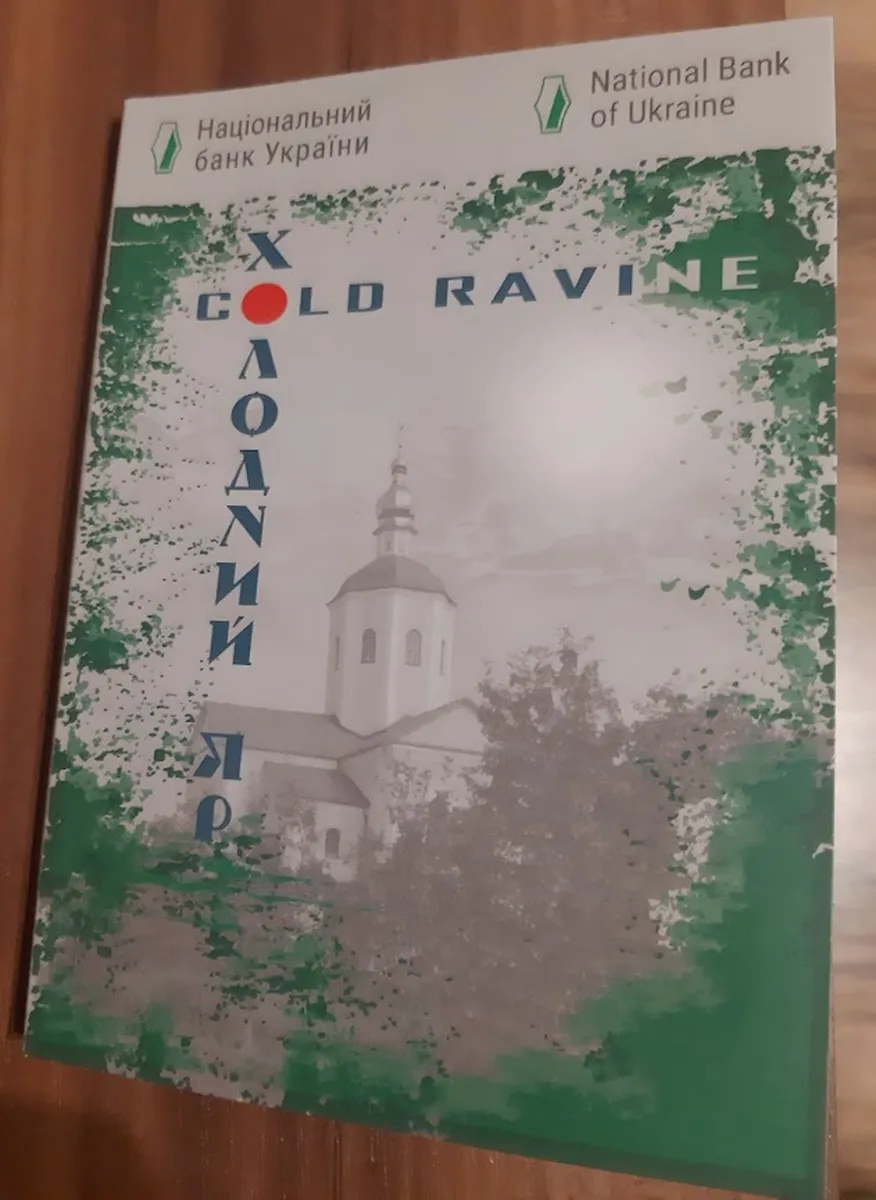 Національний
банк України
National Bank
of Ukraine
ХОЛОДНИЙ ЯР
COLD RAVINE